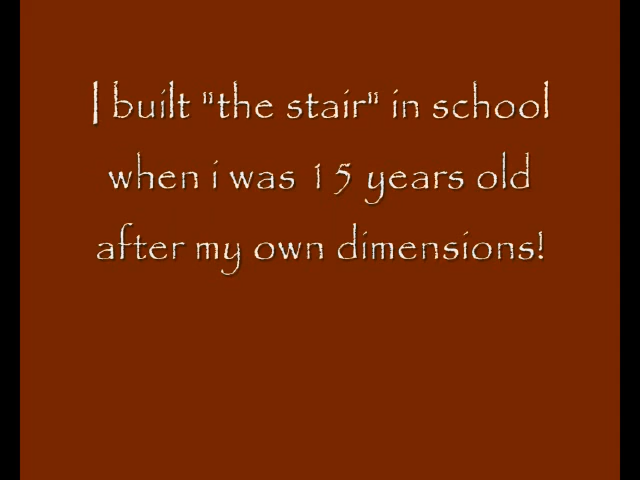 I built "the stair" in school
when i was 15 years old
after my own dimensions!